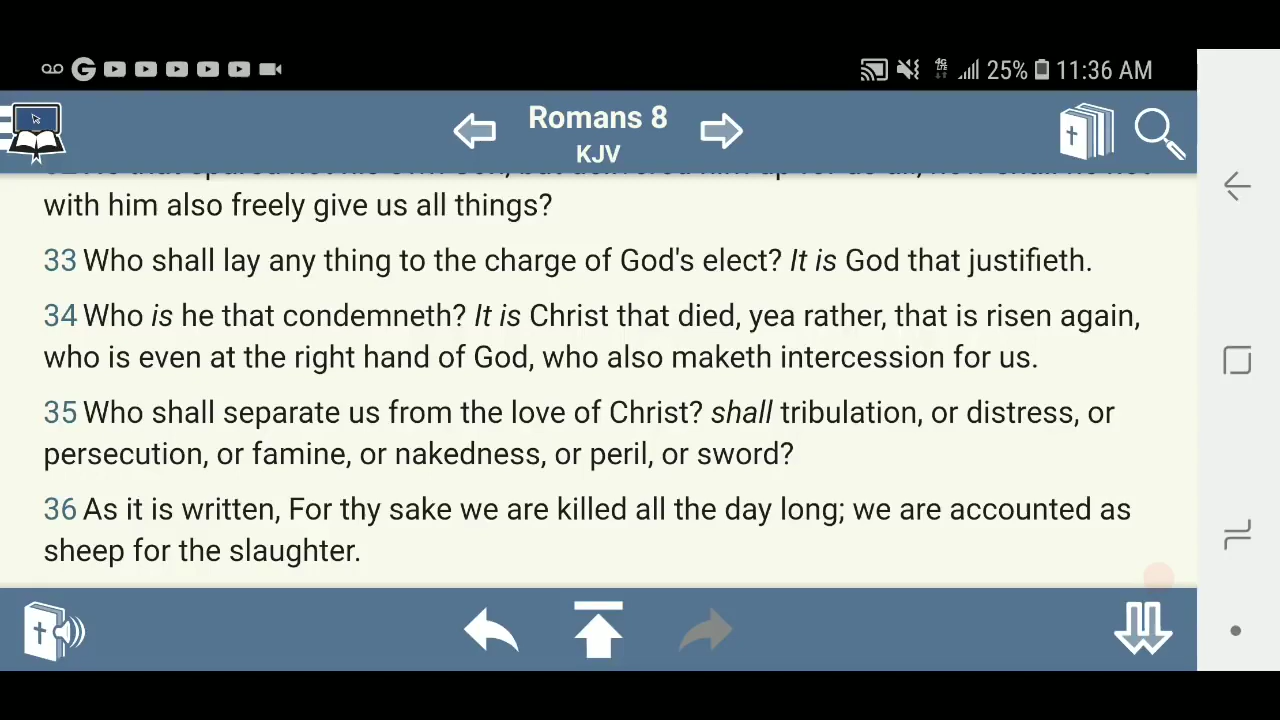 25% 11:36 AM
Romans 8
KJV
with him also freely give us all things?
33 Who shall lay any thing to the charge of God's elect? It is God that justifieth.
34 Who is he that condemneth? It is Christ that died, yea rather, that is risen again,
who is even at the right hand of God, who also maketh intercession for us.
35 Who shall separate us from the love of Christ? shall tribulation, or distress, or
persecution, or famine, or nakedness, or peril, or sword?
36 As it is written, For thy sake we are killed all the day long; we are accounted as
sheep for the slaughter.